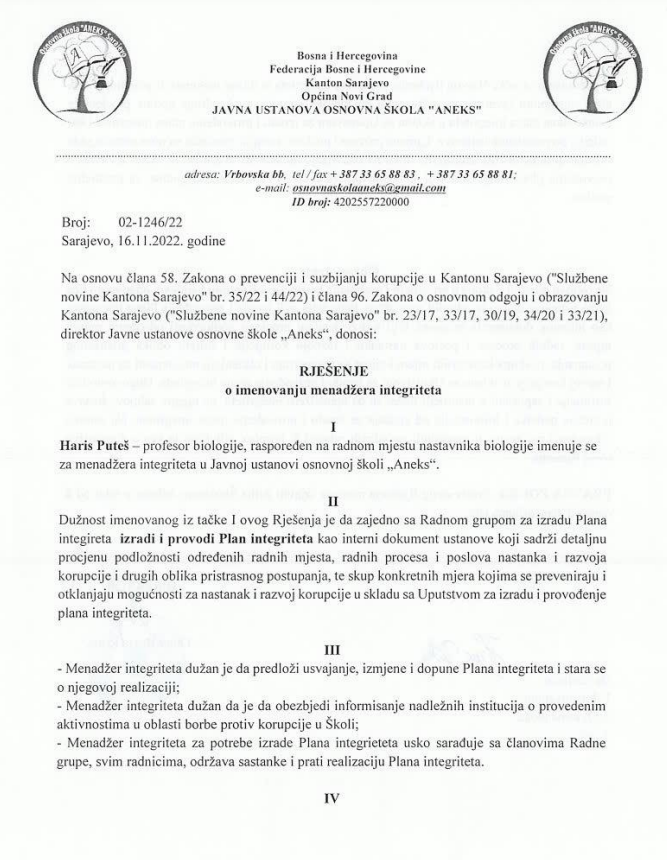 Osnovna škola "ANEKS" Sarajevo
Osnovna škola "ANEKS" Sarajevo
Bosna i Hercegovina
Federacija Bosne i Hercegovine
Kanton Sarajevo
Općina Novi Grad
JAVNA USTANOVA OSNOVNA ŠKOLA "ANEKS"
adresa: Vrbovska bb, tel / fax + 387 33 65 88 83 , + 387 33 65 88 81;
e-mail: osnovnaskolaaneks@gmail.com
ID broj: 4202557220000
Broj: 02-1246/22
Sarajevo, 16.11.2022. godine
Na osnovu člana 58. Zakona o prevenciji i suzbijanju korupcije u Kantonu Sarajevo ("Službene
novine Kantona Sarajevo" br. 35/22 i 44/22) i člana 96. Zakona o osnovnom odgoju i obrazovanju
Kantona Sarajevo ("Službene novine Kantona Sarajevo" br. 23/17, 33/17, 30/19, 34/20 i 33/21),
direktor Javne ustanove osnovne škole „Aneks", donosi:
RJEŠENJE
o imenovanju menadžera integriteta
I
Haris Puteš – profesor biologije, raspoređen na radnom mjestu nastavnika biologije imenuje se
za menadžera integriteta u Javnoj ustanovi osnovnoj školi „Aneks".
II
Dužnost imenovanog iz tačke I ovog Rješenja je da zajedno sa Radnom grupom za izradu Plana
integireta izradi i provodi Plan integriteta kao interni dokument ustanove koji sadrži detaljnu
procjenu podložnosti određenih radnih mjesta, radnih procesa i poslova nastanka i razvoja
korupcije i drugih oblika pristrasnog postupanja, te skup konkretnih mjera kojima se preveniraju i
otklanjaju mogućnosti za nastanak i razvoj korupcije u skladu sa Uputstvom za izradu i provođenje
plana integriteta.
III
- Menadžer integriteta dužan je da predloži usvajanje, izmjene i dopune Plana integriteta i stara se
o njegovoj realizaciji;
- Menadžer integriteta dužan da je da obezbjedi informisanje nadležnih institucija o provedenim
aktivnostima u oblasti borbe protiv korupcije u Školi;
- Menadžer integriteta za potrebe izrade Plana integrieteta usko sarađuje sa članovima Radne
grupe, svim radnicima, održava sastanke i prati realizaciju Plana integriteta.
IV